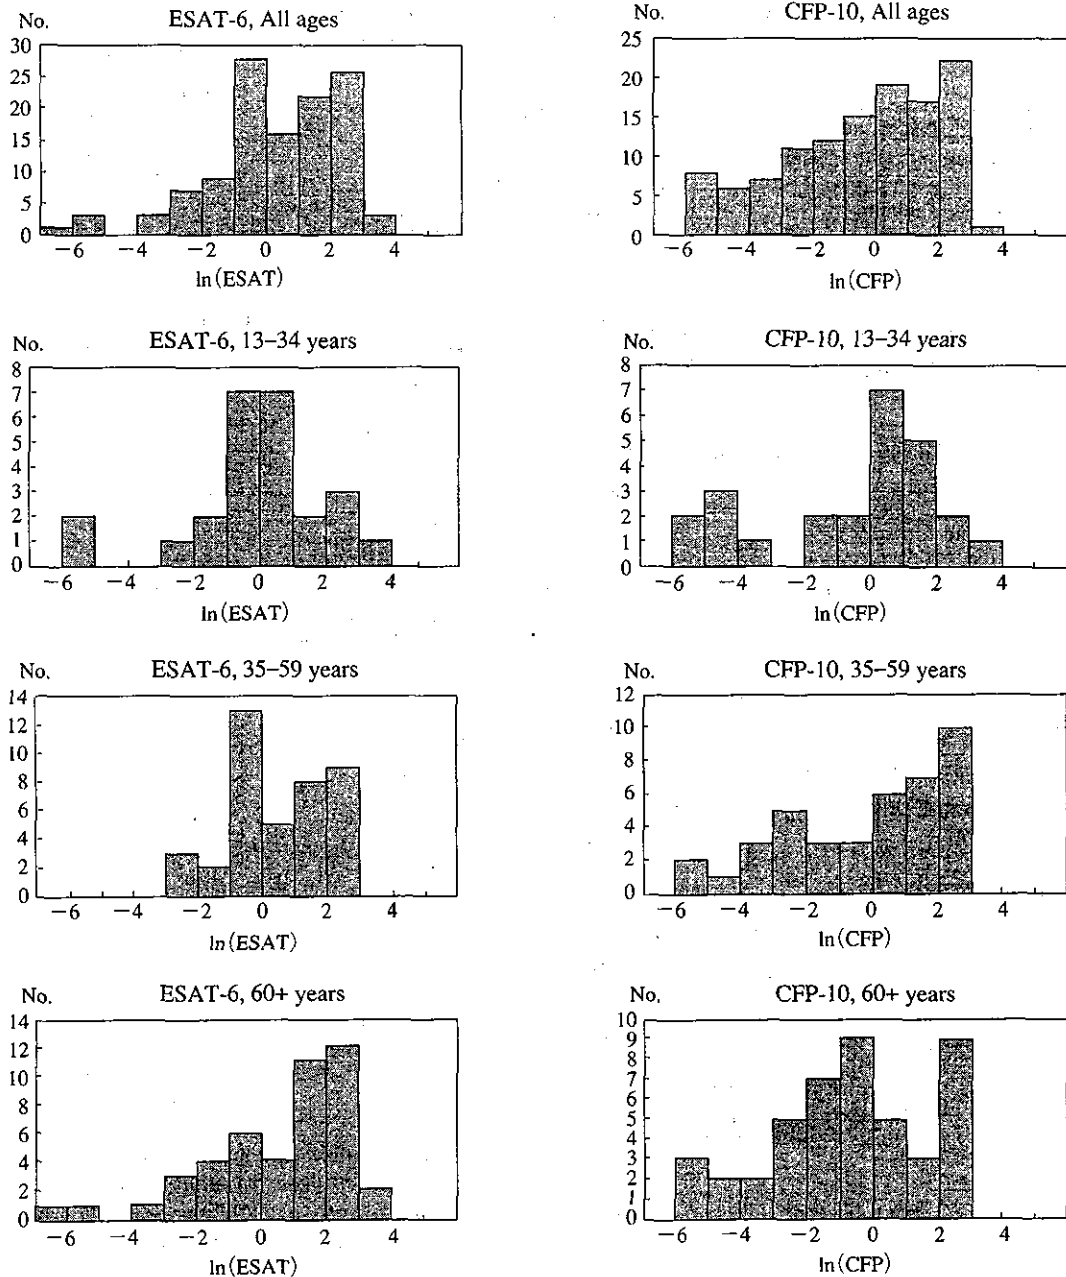 No. ESAT-6, All ages
30
25
20
15
10
5
0
−6 −4 −2 0 2 4
ln(ESAT)
No. CFP-10, All ages
25
20
15
10
5
0
−6 −4 −2 0 2 4
ln(CFP)
No. ESAT-6, 13–34 years
8
7
6
5
4
3
2
1
0
−6 −4 −2 0 2 4
ln(ESAT)
No. CFP-10, 13–34 years
8
7
6
5
4
3
2
1
0
−6 −4 −2 0 2 4
ln(CFP)
No. ESAT-6, 35–59 years
14
12
10
8
6
4
2
0
−6 −4 −2 0 2 4
ln(ESAT)
No. CFP-10, 35–59 years
12
10
8
6
4
2
0
−6 −4 −2 0 2 4
ln(CFP)
No. ESAT-6, 60+ years
14
12
10
8
6
4
2
0
−6 −4 −2 0 2 4
ln(ESAT)
No. CFP-10, 60+ years
10
9
8
7
6
5
4
3
2
1
0
−6 −4 −2 0 2 4
ln(CFP)